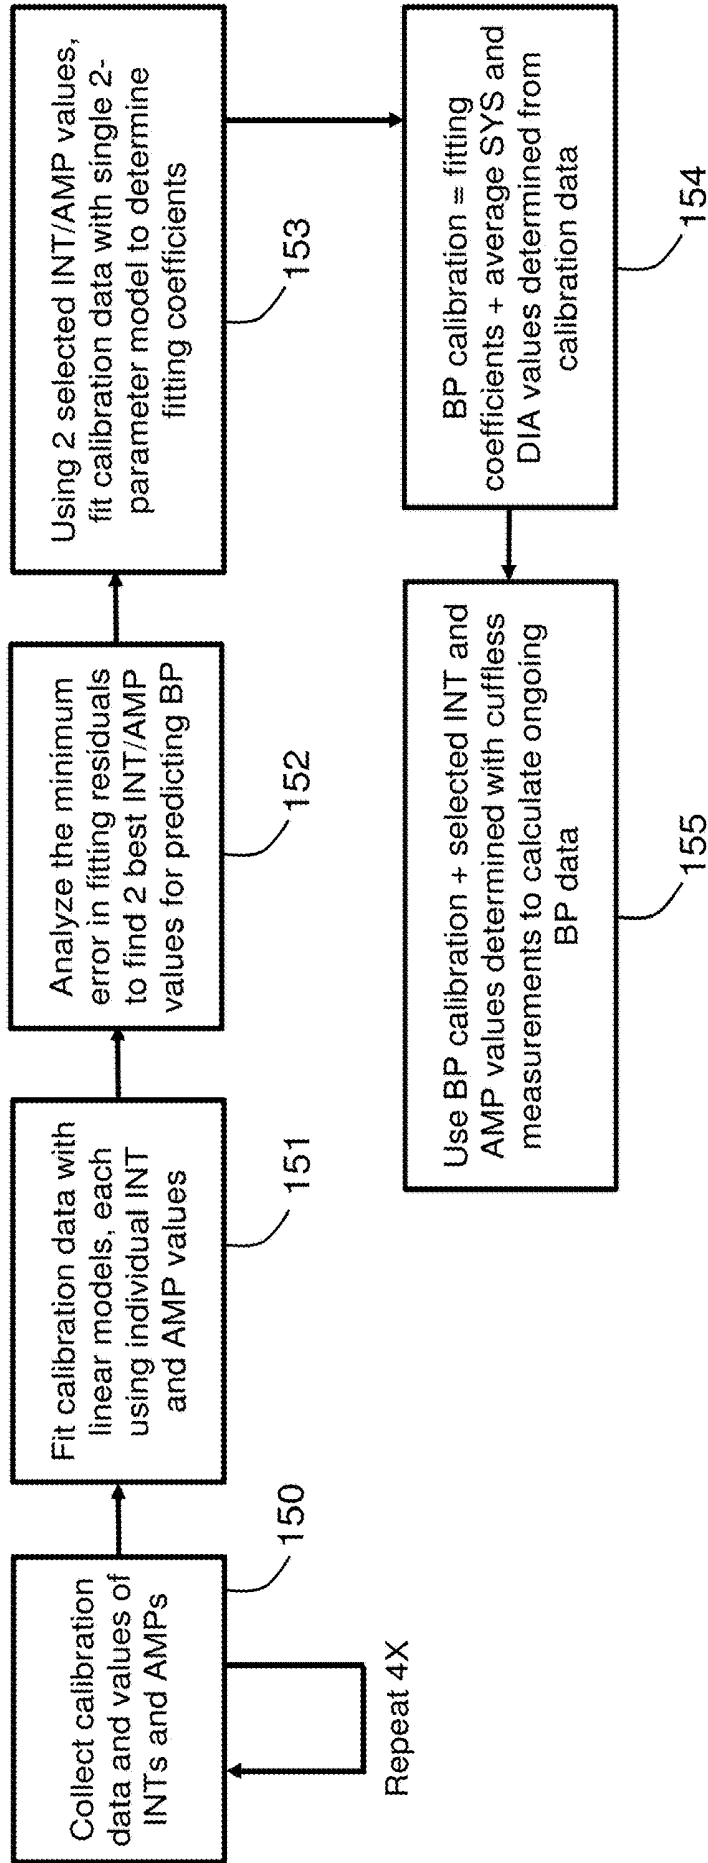 Collect calibration
data and values of
INTs and AMPs
150
Repeat 4X
Fit calibration data with
linear models, each
using individual INT
and AMP values
151
Analyze the minimum
error in fitting residuals
to find 2 best INT/AMP
values for predicting BP
152
Using 2 selected INT/AMP values,
fit calibration data with single 2-
parameter model to determine
fitting coefficients
153
BP calibration = fitting
coefficients + average SYS and
DIA values determined from
calibration data
154
Use BP calibration + selected INT and
AMP values determined with cuffless
measurements to calculate ongoing
BP data
155